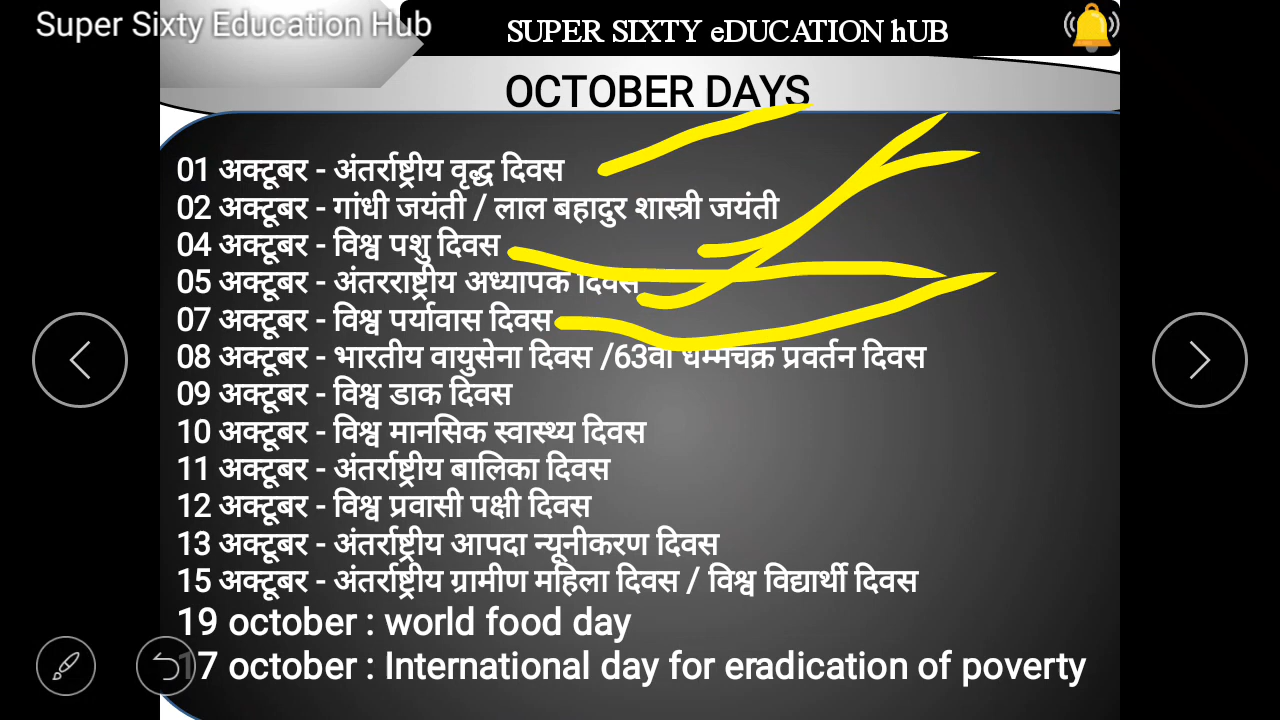 Super Sixty Education Hub
SUPER SIXTY eDUCATION hUB
OCTOBER DAYS
01 अक्टूबर - अंतर्राष्ट्रीय वृद्ध दिवस
02 अक्टूबर - गांधी जयंती / लाल बहादुर शास्त्री जयंती
04 अक्टूबर - विश्व पशु दिवस
05 अक्टूबर - अंतरराष्ट्रीय अध्यापक दिवस
07 अक्टूबर - विश्व पर्यावास दिवस
08 अक्टूबर - भारतीय वायुसेना दिवस /63वां धम्मचक्र प्रवर्तन दिवस
09 अक्टूबर - विश्व डाक दिवस
10 अक्टूबर - विश्व मानसिक स्वास्थ्य दिवस
11 अक्टूबर - अंतर्राष्ट्रीय बालिका दिवस
12 अक्टूबर - विश्व प्रवासी पक्षी दिवस
13 अक्टूबर - अंतर्राष्ट्रीय आपदा न्यूनीकरण दिवस
15 अक्टूबर - अंतर्राष्ट्रीय ग्रामीण महिला दिवस / विश्व विद्यार्थी दिवस
19 october : world food day
17 october : International day for eradication of poverty